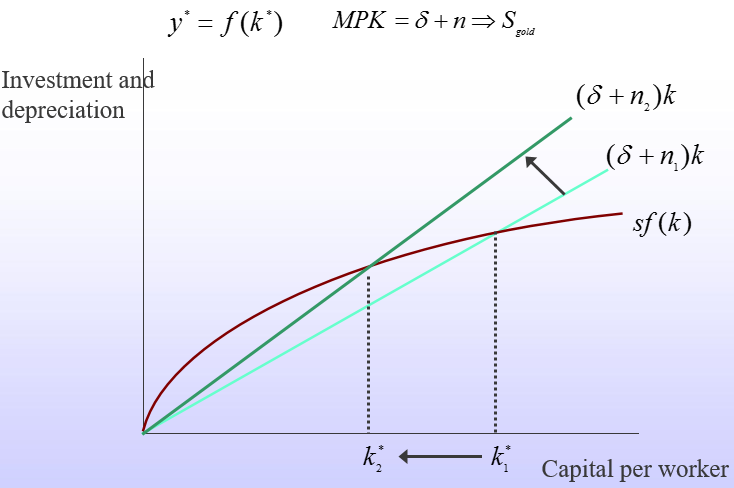 y* = f(k*)
MPK = δ + n ⇒ S_gold
Investment and
depreciation
(δ + n₂)k
(δ + n₁)k
sf(k)
k₂*
k₁*
Capital per worker